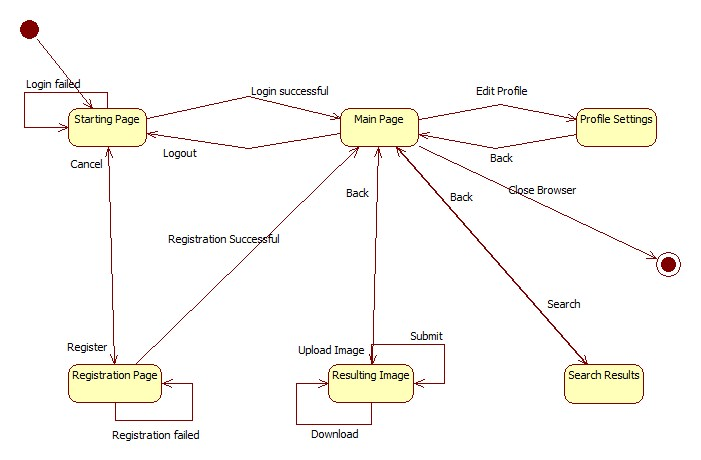 Login failed
Login successful
Edit Profile
Starting Page
Main Page
Profile Settings
Logout
Back
Cancel
Back
Back
Close Browser
Registration Successful
Search
Submit
Register
Upload Image
Registration Page
Resulting Image
Search Results
Registration failed
Download